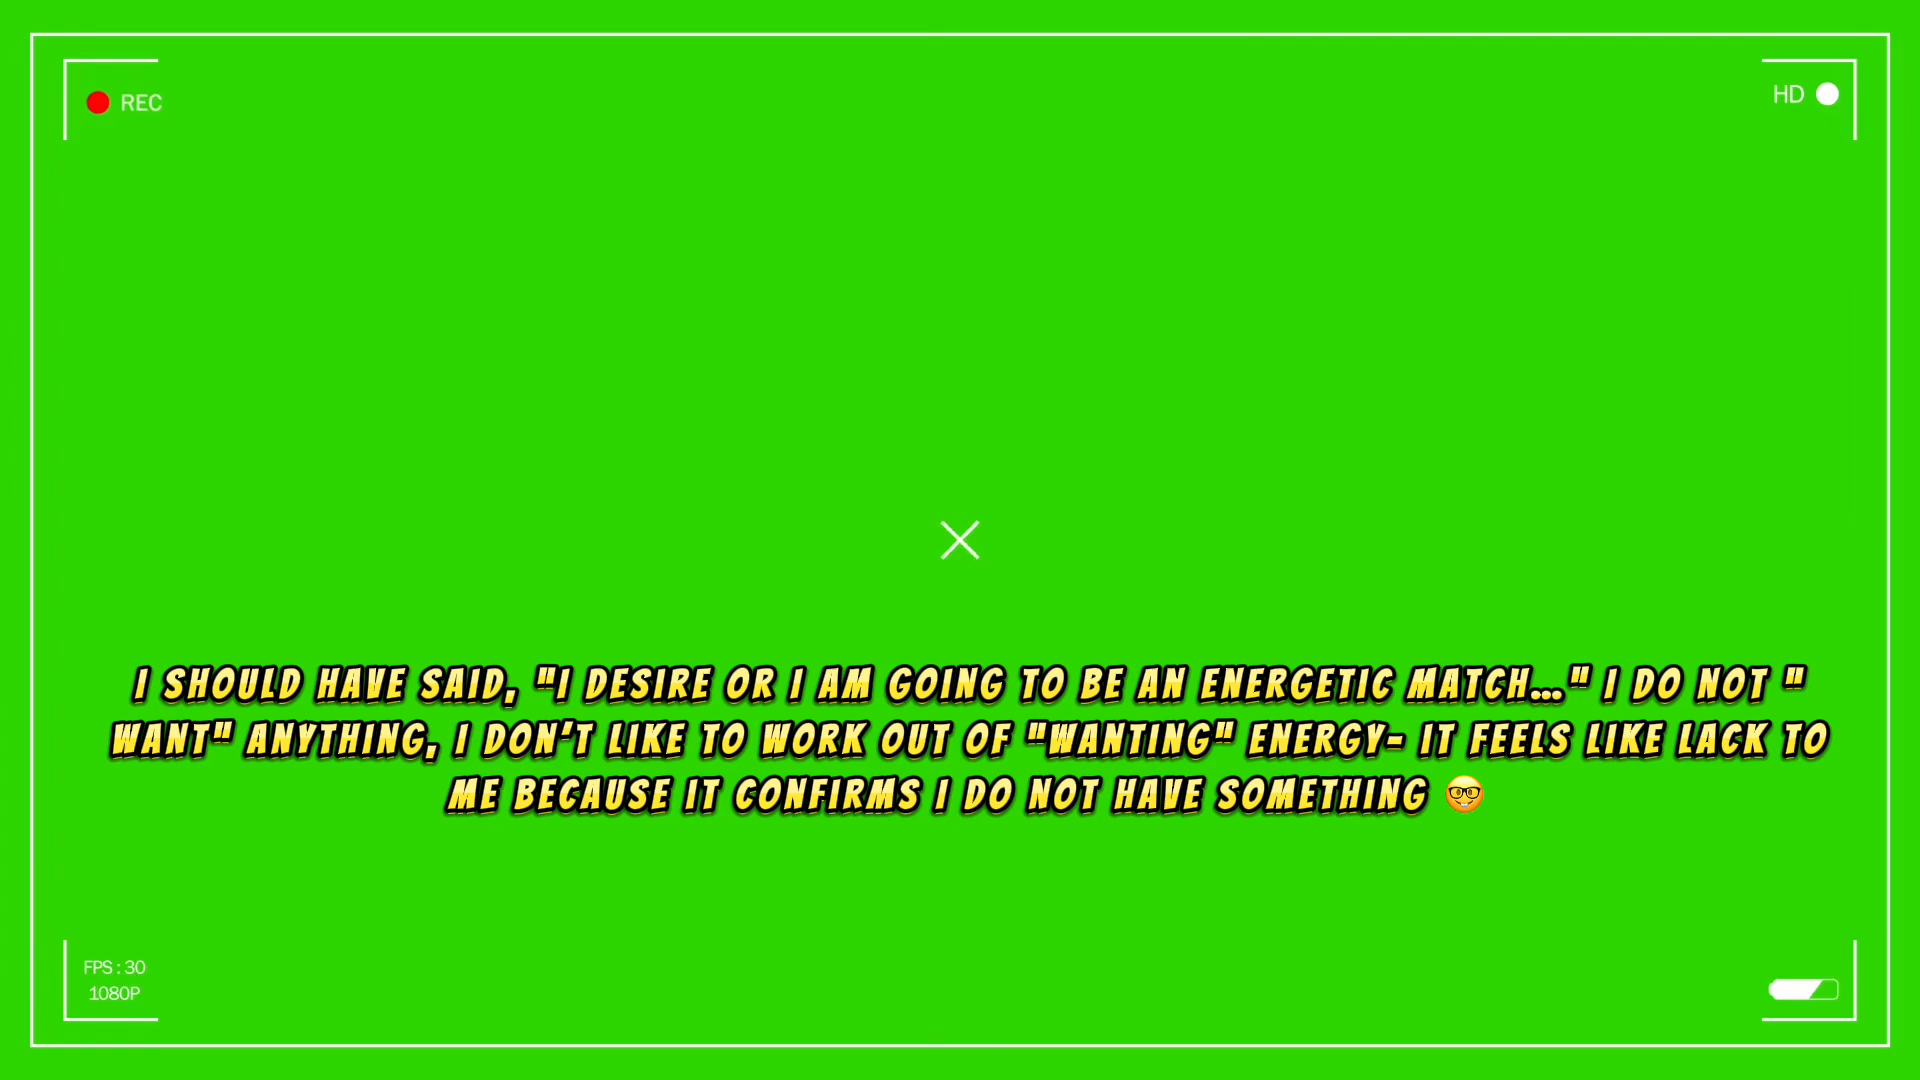 REC
HD
I SHOULD HAVE SAID, "I DESIRE OR I AM GOING TO BE AN ENERGETIC MATCH..." I DO NOT "
WANT" ANYTHING, I DON'T LIKE TO WORK OUT OF "WANTING" ENERGY- IT FEELS LIKE LACK TO
ME BECAUSE IT CONFIRMS I DO NOT HAVE SOMETHING 🤓
FPS : 30
1080P